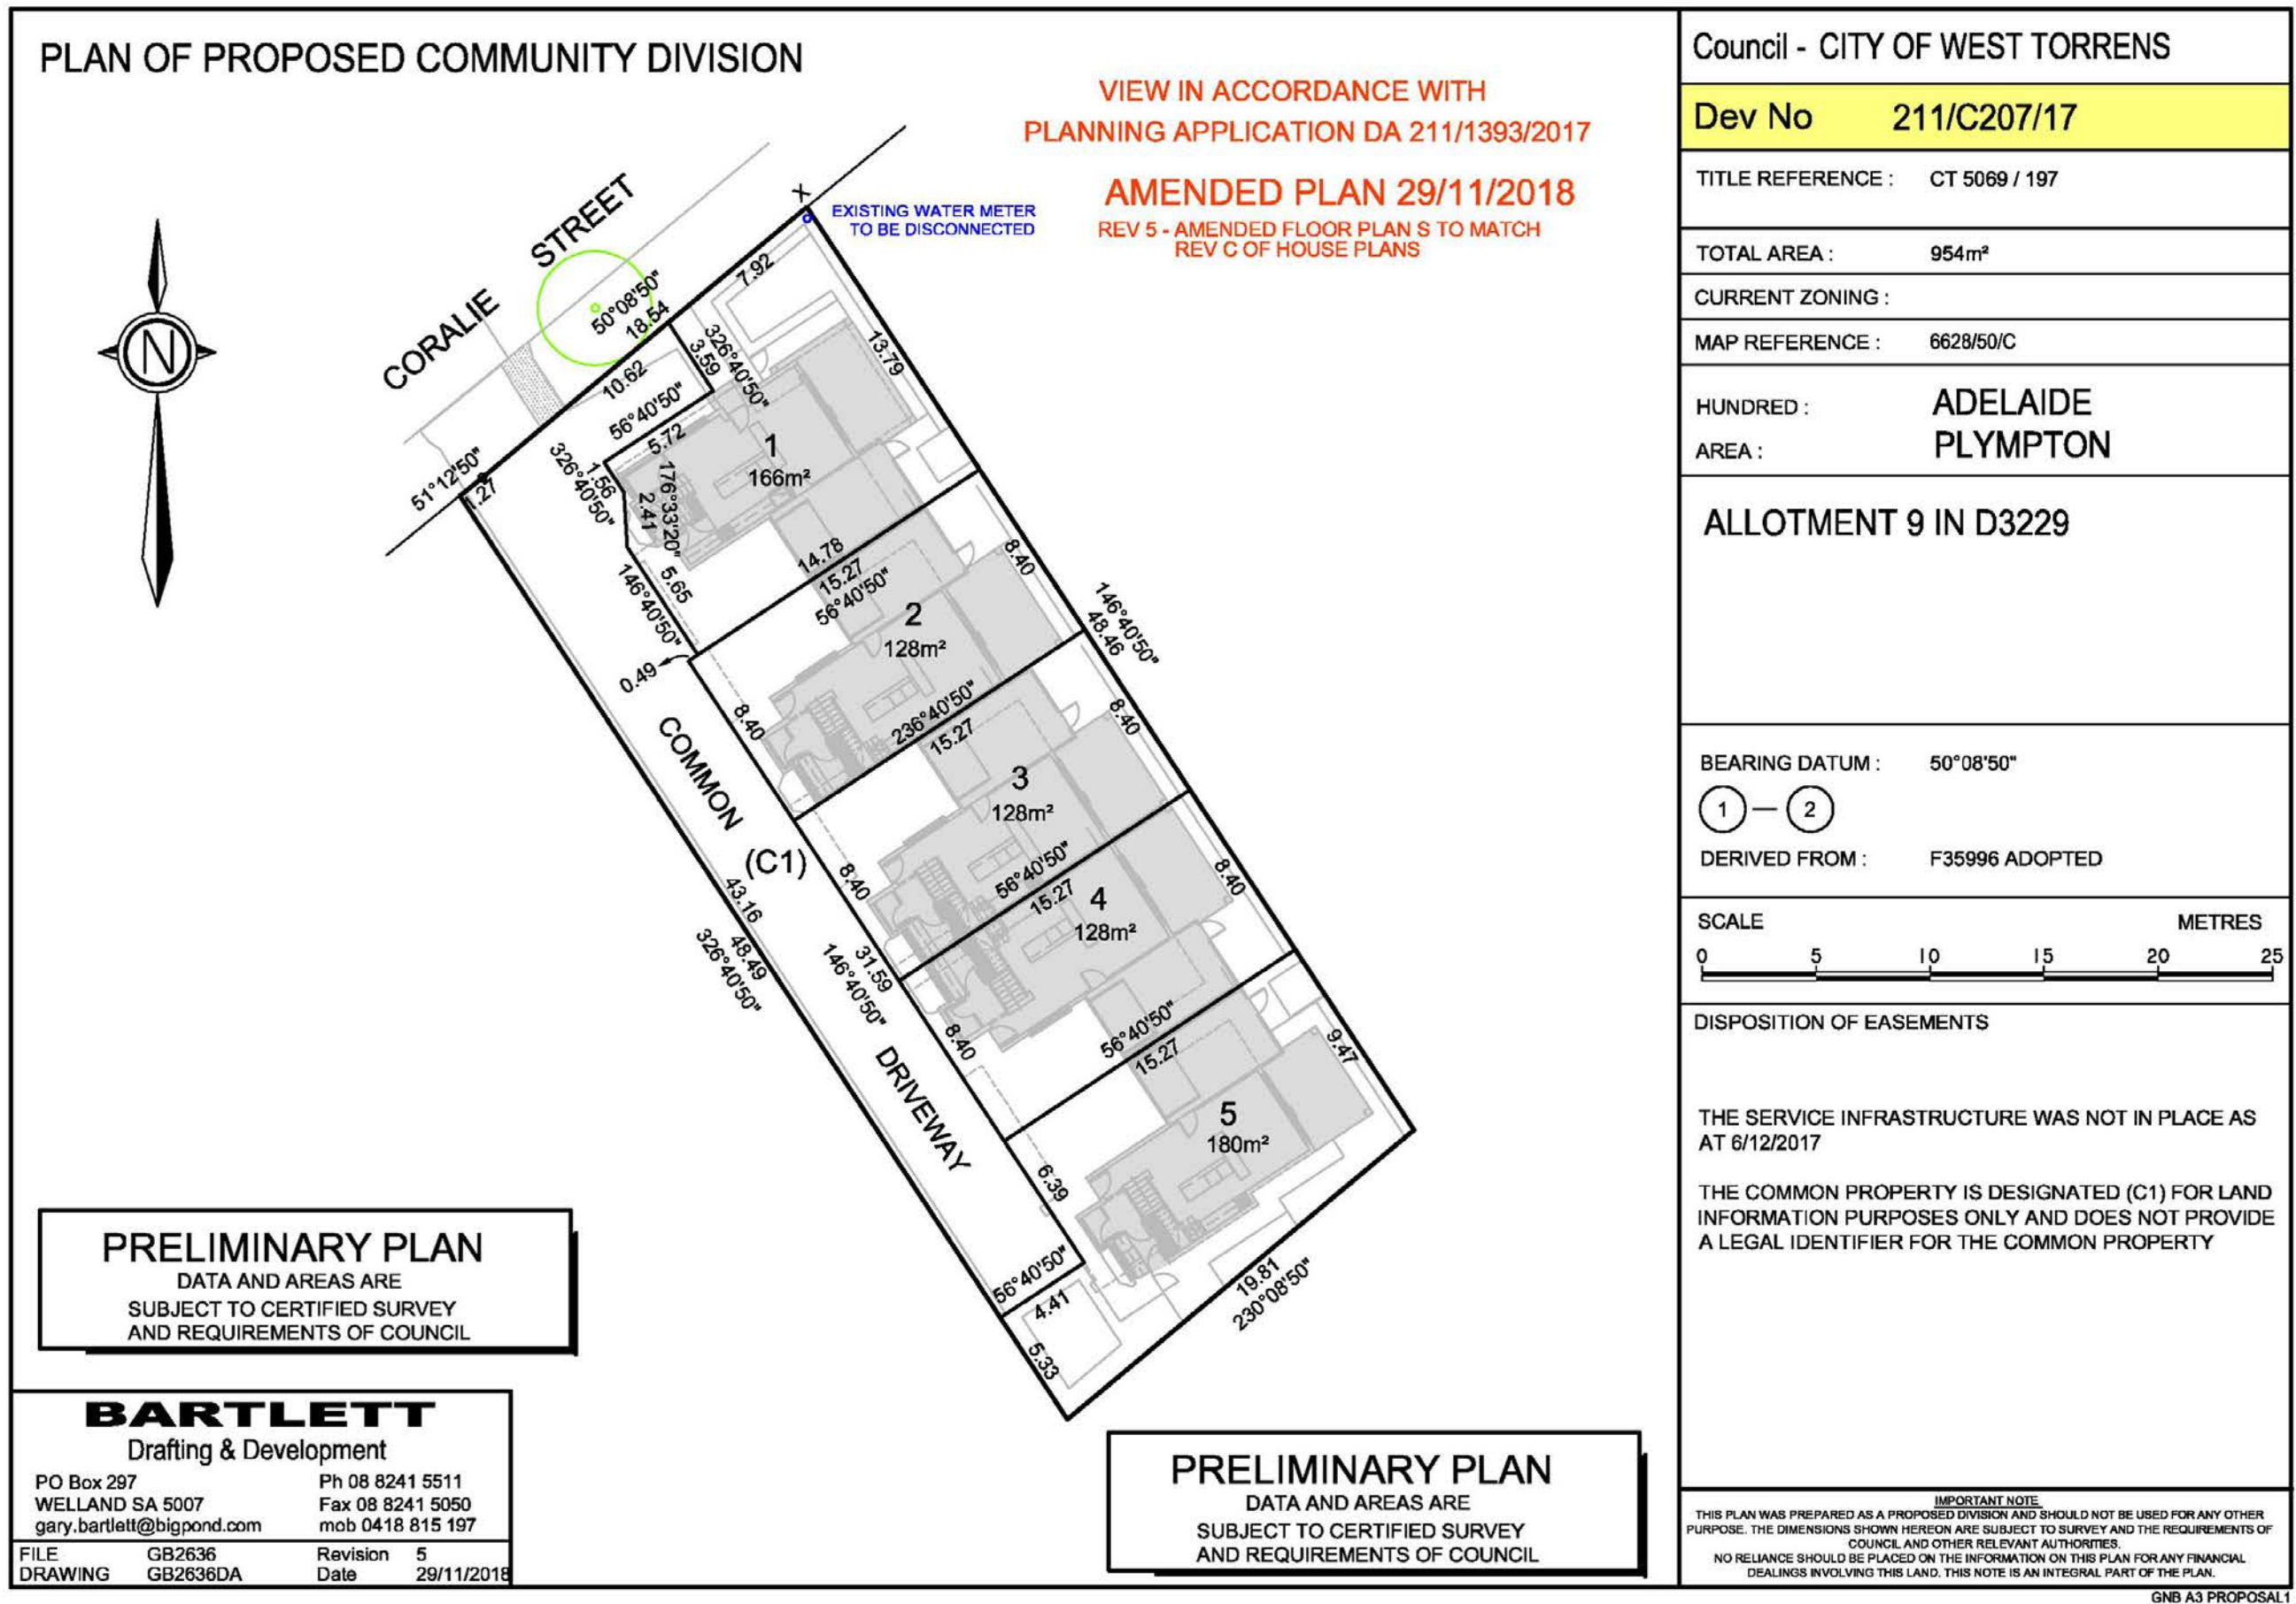 PLAN OF PROPOSED COMMUNITY DIVISION
VIEW IN ACCORDANCE WITH
PLANNING APPLICATION DA 211/1393/2017
AMENDED PLAN 29/11/2018
REV 5 - AMENDED FLOOR PLAN S TO MATCH
REV C OF HOUSE PLANS
EXISTING WATER METER
TO BE DISCONNECTED
N
CORALIE STREET
X
50°08'50"
18.54
7.92
10.62
326°40'50"
3.59
13.79
56°40'50"
5.72
51°12'50"
1.27
326°40'50"
1.56
176°33'20"
2.41
1
166m²
146°40'50"
5.65
14.78
15.27
56°40'50"
8.40
2
128m²
146°40'50"
48.46
0.49
8.40
236°40'50"
15.27
8.40
COMMON
(C1)
3
128m²
8.40
56°40'50"
15.27
4
128m²
8.40
43.16
48.49
326°40'50"
31.59
146°40'50"
8.40
DRIVEWAY
56°40'50"
15.27
9.47
5
180m²
6.39
56°40'50"
4.41
5.33
19.81
230°08'50"
PRELIMINARY PLAN
DATA AND AREAS ARE
SUBJECT TO CERTIFIED SURVEY
AND REQUIREMENTS OF COUNCIL
BARTLETT
Drafting & Development
PO Box 297 Ph 08 8241 5511
WELLAND SA 5007 Fax 08 8241 5050
gary.bartlett@bigpond.com mob 0418 815 197
FILE GB2636 Revision 5
DRAWING GB2636DA Date 29/11/2018
PRELIMINARY PLAN
DATA AND AREAS ARE
SUBJECT TO CERTIFIED SURVEY
AND REQUIREMENTS OF COUNCIL
Council - CITY OF WEST TORRENS
Dev No 211/C207/17
TITLE REFERENCE : CT 5069 / 197
TOTAL AREA : 954m²
CURRENT ZONING :
MAP REFERENCE : 6628/50/C
HUNDRED : ADELAIDE
AREA : PLYMPTON
ALLOTMENT 9 IN D3229
BEARING DATUM : 50°08'50"
1 — 2
DERIVED FROM : F35996 ADOPTED
SCALE METRES
0 5 10 15 20 25
DISPOSITION OF EASEMENTS
THE SERVICE INFRASTRUCTURE WAS NOT IN PLACE AS
AT 6/12/2017
THE COMMON PROPERTY IS DESIGNATED (C1) FOR LAND
INFORMATION PURPOSES ONLY AND DOES NOT PROVIDE
A LEGAL IDENTIFIER FOR THE COMMON PROPERTY
IMPORTANT NOTE
THIS PLAN WAS PREPARED AS A PROPOSED DIVISION AND SHOULD NOT BE USED FOR ANY OTHER
PURPOSE. THE DIMENSIONS SHOWN HEREON ARE SUBJECT TO SURVEY AND THE REQUIREMENTS OF
COUNCIL AND OTHER RELEVANT AUTHORITIES.
NO RELIANCE SHOULD BE PLACED ON THE INFORMATION ON THIS PLAN FOR ANY FINANCIAL
DEALINGS INVOLVING THIS LAND. THIS NOTE IS AN INTEGRAL PART OF THE PLAN.
GNB A3 PROPOSAL1